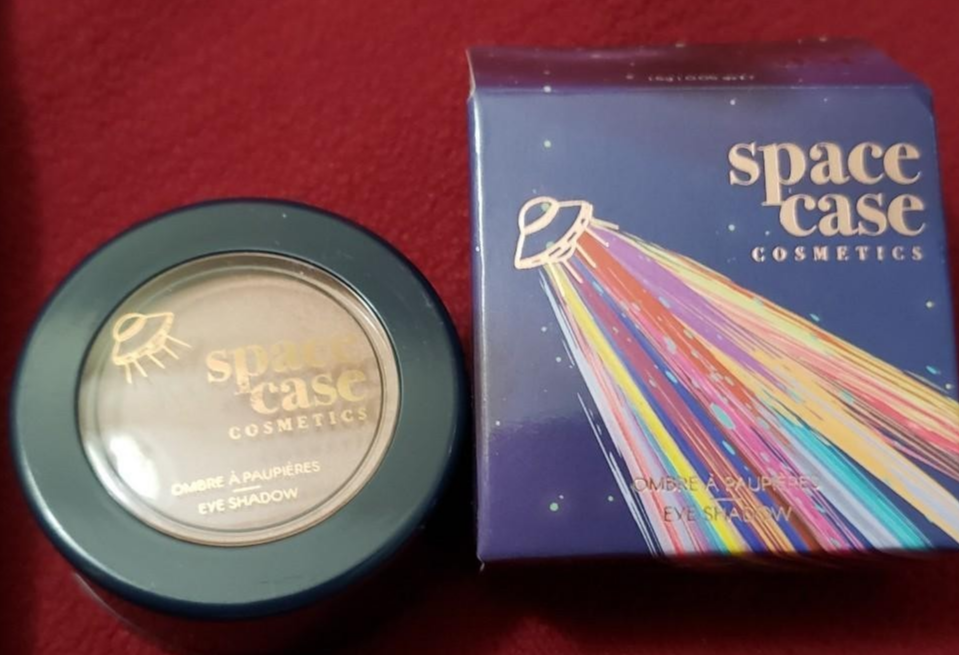 space
case
COSMETICS
OMBRE À PAUPIÈRES
EYE SHADOW
space
case
COSMETICS
OMBRE À PAUPIÈRES
EYE SHADOW